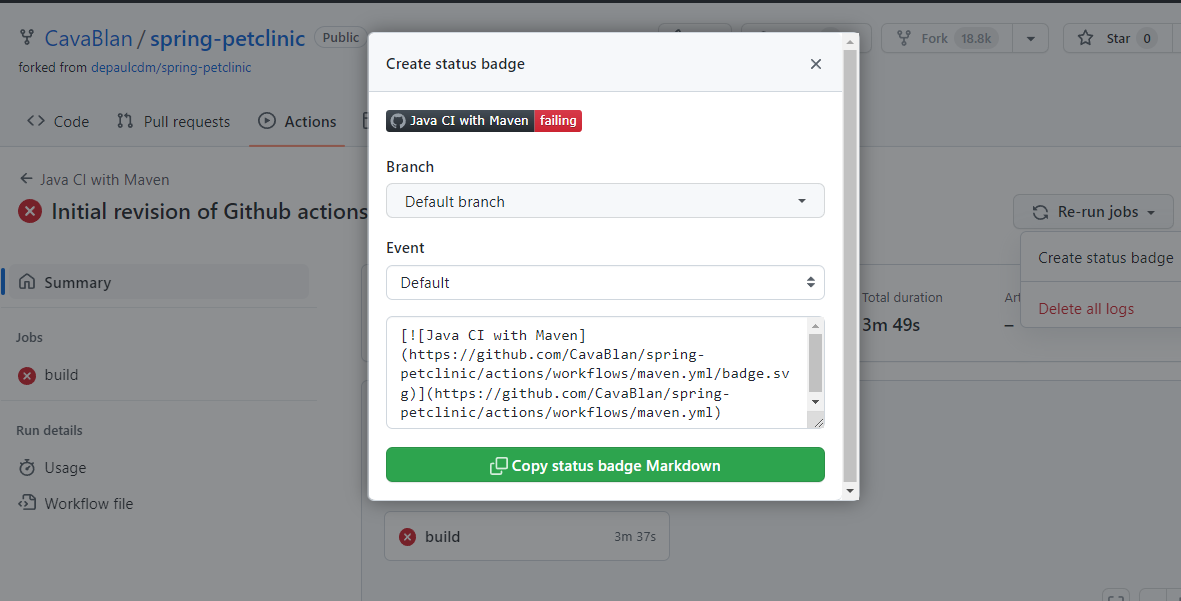 CavaBlan / spring-petclinic Public
Fork 18.8k
Star 0
forked from depaulcdm/spring-petclinic
Code
Pull requests
Actions
Java CI with Maven
Initial revision of Github actions
Re-run jobs
Create status badge
Delete all logs
Summary
Jobs
build
Run details
Usage
Workflow file
Total duration
3m 49s
–
Create status badge
Java CI with Maven failing
Branch
Default branch
Event
Default
[![Java CI with Maven]
(https://github.com/CavaBlan/spring-
petclinic/actions/workflows/maven.yml/badge.sv
g)](https://github.com/CavaBlan/spring-
petclinic/actions/workflows/maven.yml)
Copy status badge Markdown
build 3m 37s